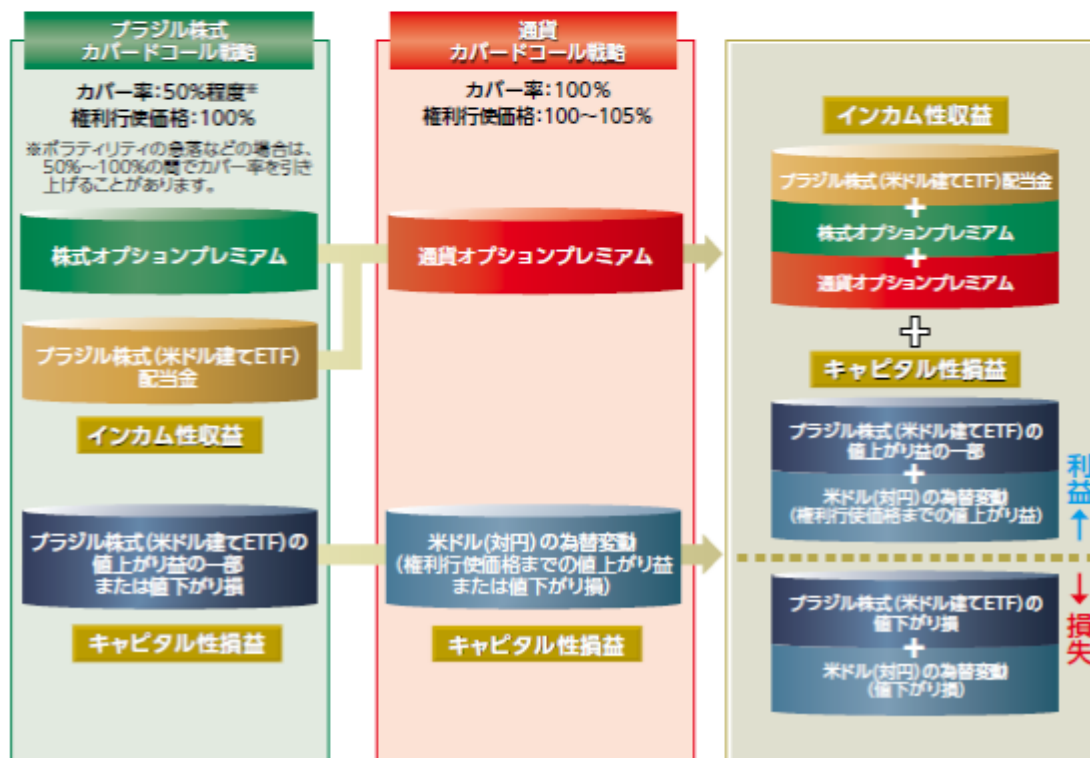 ブラジル株式
カバードコール戦略
カバー率:50%程度※
権利行使価格:100%
※ボラティリティの急落などの場合は、
50%~100%の間でカバー率を引き
上げることがあります。
株式オプションプレミアム
ブラジル株式(米ドル建てETF)
配当金
インカム性収益
ブラジル株式(米ドル建てETF)の
値上がり益の一部
または値下がり損
キャピタル性損益
通貨
カバードコール戦略
カバー率:100%
権利行使価格:100~105%
通貨オプションプレミアム
米ドル(対円)の為替変動
(権利行使価格までの値上がり益
または値下がり損)
キャピタル性損益
インカム性収益
ブラジル株式(米ドル建てETF)配当金
+
株式オプションプレミアム
+
通貨オプションプレミアム
+
キャピタル性損益
ブラジル株式(米ドル建てETF)の
値上がり益の一部
+
米ドル(対円)の為替変動
(権利行使価格までの値上がり益)
利益
ブラジル株式(米ドル建てETF)の
値下がり損
+
米ドル(対円)の為替変動
(値下がり損)
損失